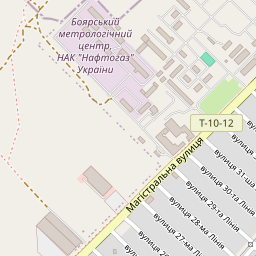 Боярський
метрологічний
центр,
НАК "Нафтогаз"
України
Т-10-12
Магістральна вулиця
вулиця 31-ша
вулиця 30-та Лінія
вулиця 29-та Лінія
вулиця 28-ма Лінія
вулиця 27-ма Лінія